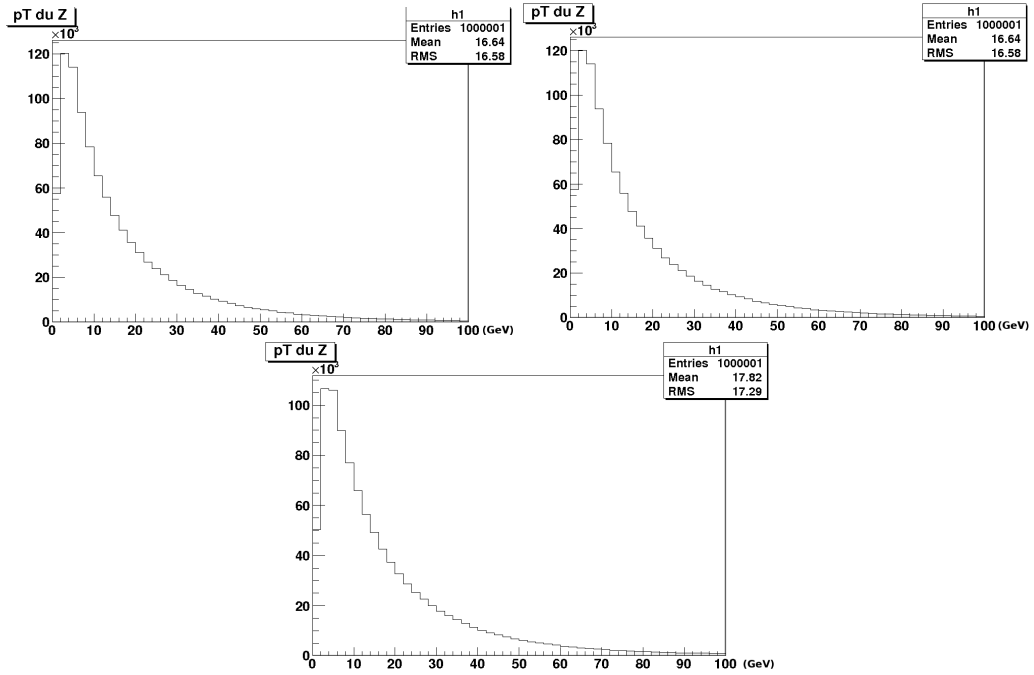 pT du Z
×10³
h1
Entries 1000001
Mean 16.64
RMS 16.58
120
100
80
60
40
20
0
0 10 20 30 40 50 60 70 80 90 100 (GeV)
pT du Z
×10³
h1
Entries 1000001
Mean 16.64
RMS 16.58
120
100
80
60
40
20
0
0 10 20 30 40 50 60 70 80 90 100 (GeV)
pT du Z
×10³
h1
Entries 1000001
Mean 17.82
RMS 17.29
100
80
60
40
20
0
0 10 20 30 40 50 60 70 80 90 100 (GeV)